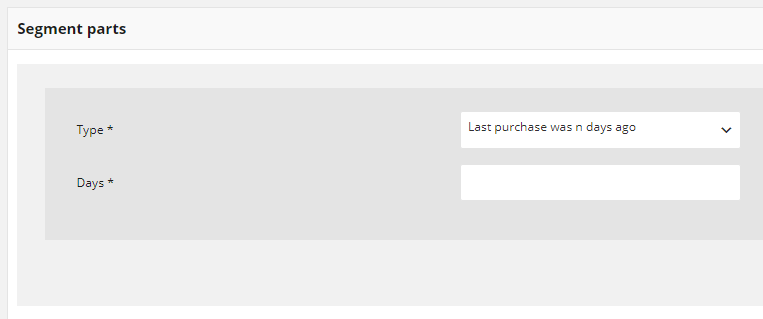 Segment parts
Type *
Last purchase was n days ago
Days *